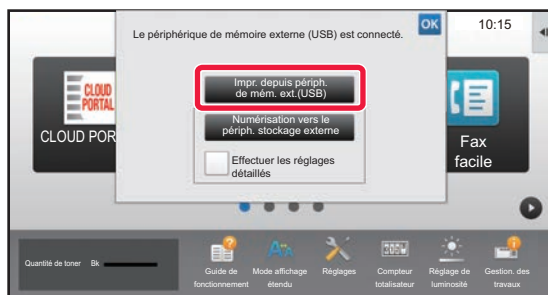 Le périphérique de mémoire externe (USB) est connecté.
OK
10:15
Impr. depuis périph.
de mém. ext.(USB)
Numérisation vers le
périph. stockage externe
Effectuer les réglages
détaillés
CLOUD
PORTAL
CLOUD POR
Fax
facile
Quantité de toner Bk
Guide de
fonctionnement
Mode affichage
étendu
Réglages
Compteur
totalisateur
Réglage de
luminosité
Gestion. des
travaux